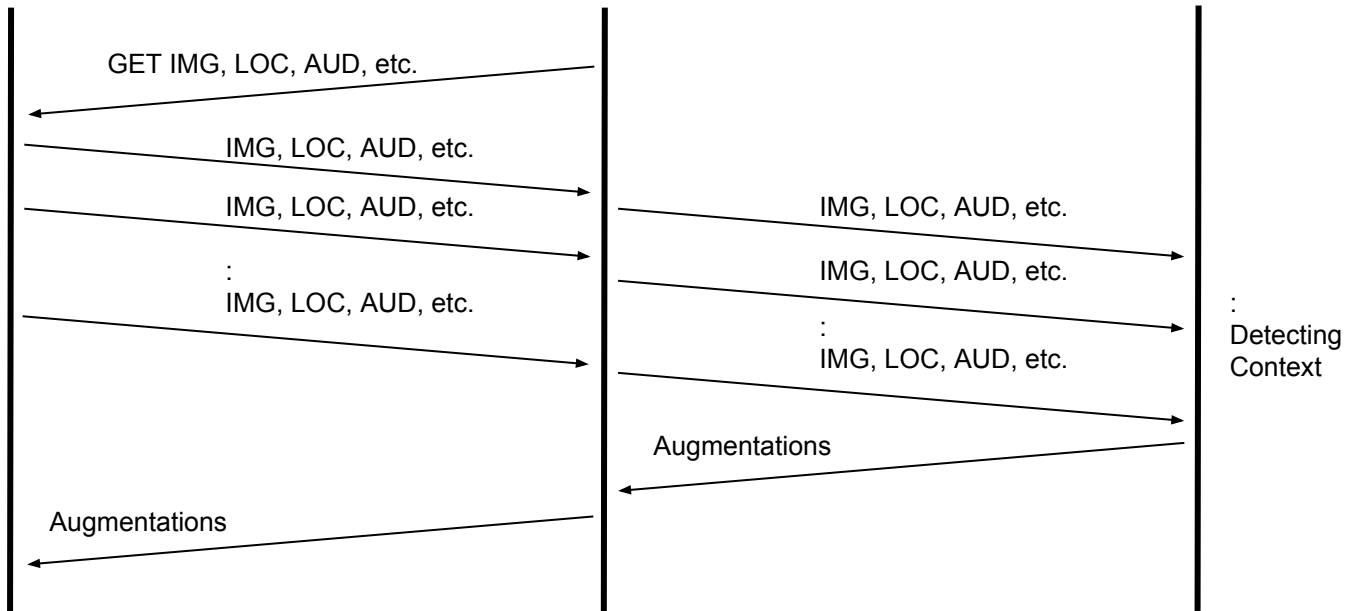 GET IMG, LOC, AUD, etc.
IMG, LOC, AUD, etc.
IMG, LOC, AUD, etc.
IMG, LOC, AUD, etc.
:
IMG, LOC, AUD, etc.
IMG, LOC, AUD, etc.
:
IMG, LOC, AUD, etc.
:
Detecting
Context
Augmentations
Augmentations